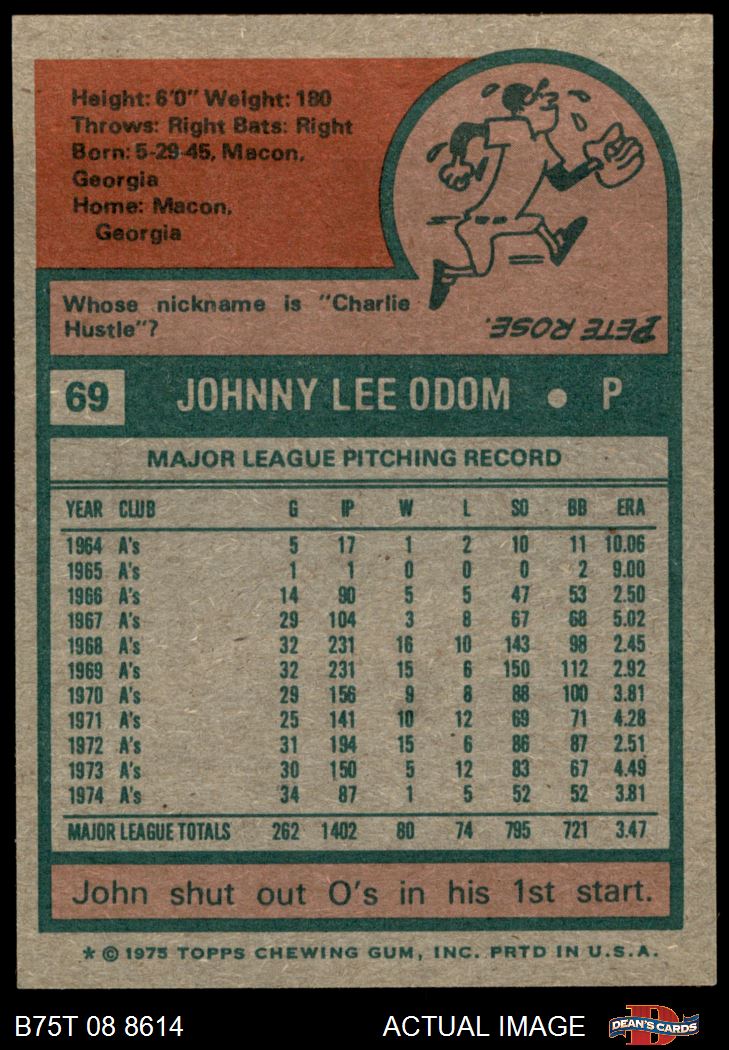 Height: 6'0" Weight: 180
Throws: Right Bats: Right
Born: 5-29-45, Macon,
Georgia
Home: Macon,
Georgia
Whose nickname is "Charlie
Hustle"?
PETE ROSE.
69 JOHNNY LEE ODOM • P
MAJOR LEAGUE PITCHING RECORD
YEAR CLUB G IP W L SO BB ERA
1964 A's 5 17 1 2 10 11 10.06
1965 A's 1 1 0 0 0 2 9.00
1966 A's 14 90 5 5 47 53 2.50
1967 A's 29 104 3 8 67 68 5.02
1968 A's 32 231 16 10 143 98 2.45
1969 A's 32 231 15 6 150 112 2.92
1970 A's 29 156 9 8 88 100 3.81
1971 A's 25 141 10 12 69 71 4.28
1972 A's 31 194 15 6 86 87 2.51
1973 A's 30 150 5 12 83 67 4.49
1974 A's 34 87 1 5 52 52 3.81
MAJOR LEAGUE TOTALS 262 1402 80 74 795 721 3.47
John shut out O's in his 1st start.
* © 1975 TOPPS CHEWING GUM, INC. PRTD IN U.S.A.
B75T 08 8614 ACTUAL IMAGE DEAN'S CARDS